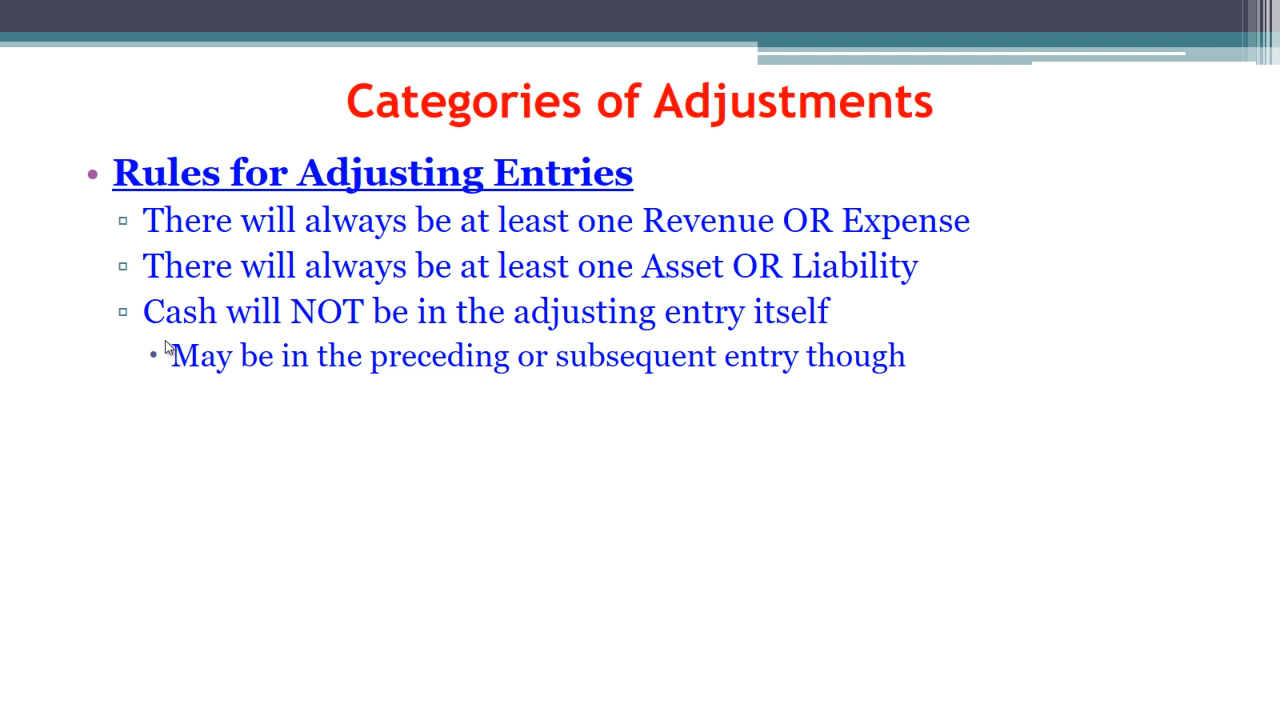 Categories of Adjustments
• Rules for Adjusting Entries
▫ There will always be at least one Revenue OR Expense
▫ There will always be at least one Asset OR Liability
▫ Cash will NOT be in the adjusting entry itself
• May be in the preceding or subsequent entry though